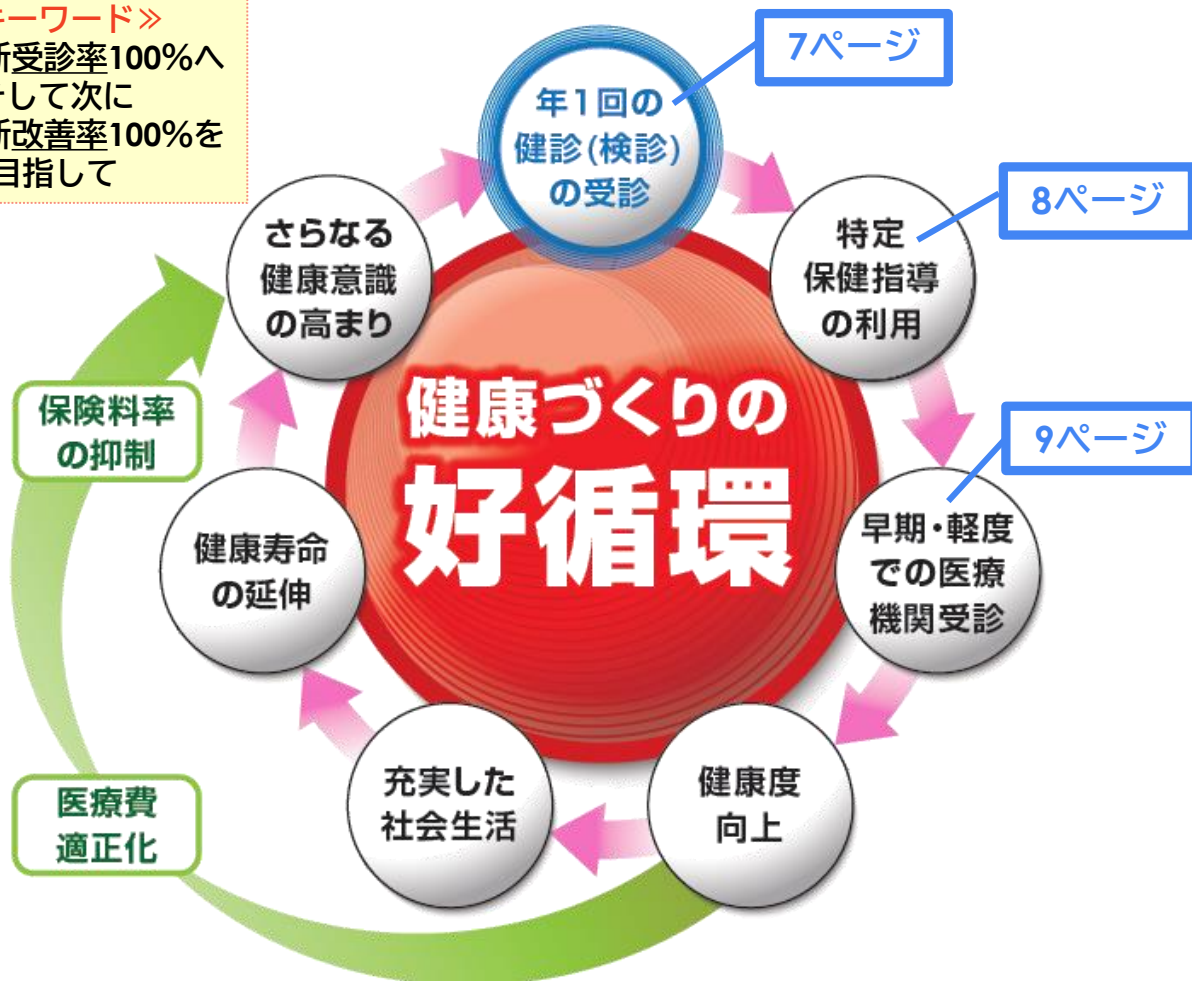 キーワード≫
受診率100%へ
して次に
改善率100%を
目指して
7ページ
年1回の
健診(検診)
の受診
8ページ
特定
保健指導
の利用
9ページ
早期・軽度
での医療
機関受診
健康度
向上
充実した
社会生活
健康寿命
の延伸
さらなる
健康意識
の高まり
健康づくりの
好循環
保険料率
の抑制
医療費
適正化